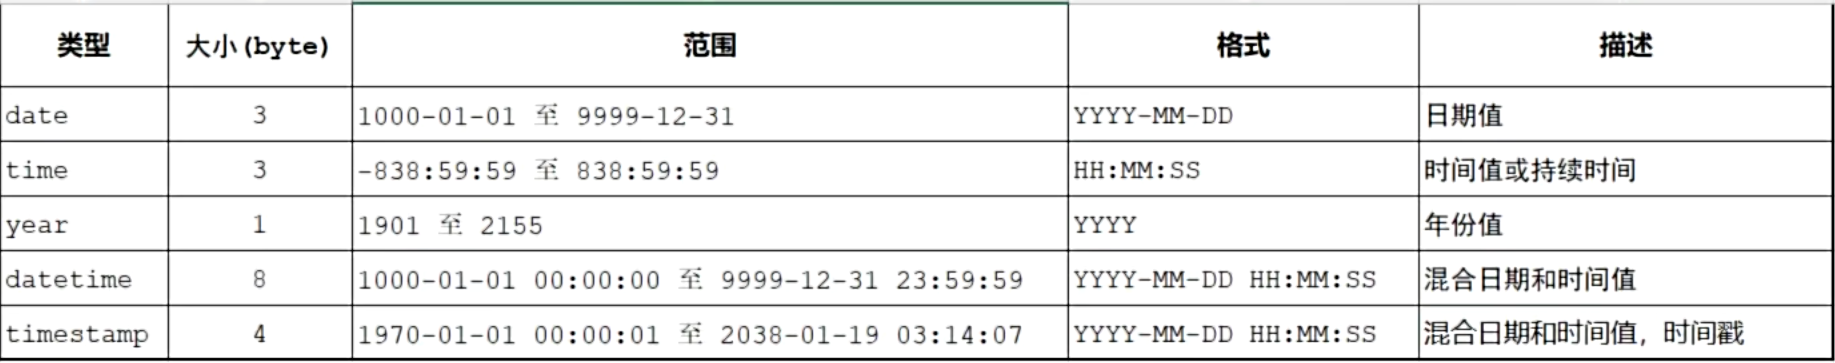 类型 大小(byte) 范围 格式 描述
date 3 1000-01-01 至 9999-12-31 YYYY-MM-DD 日期值
time 3 -838:59:59 至 838:59:59 HH:MM:SS 时间值或持续时间
year 1 1901 至 2155 YYYY 年份值
datetime 8 1000-01-01 00:00:00 至 9999-12-31 23:59:59 YYYY-MM-DD HH:MM:SS 混合日期和时间值
timestamp 4 1970-01-01 00:00:01 至 2038-01-19 03:14:07 YYYY-MM-DD HH:MM:SS 混合日期和时间值，时间戳